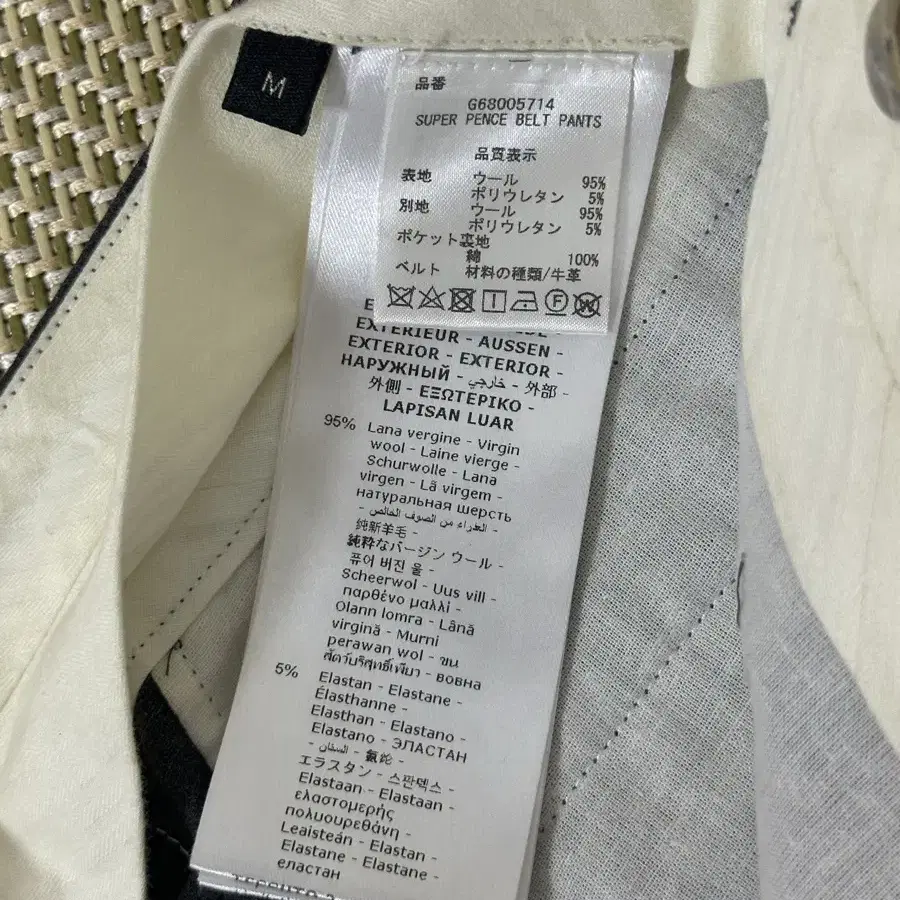 M
品番
G68005714
SUPER PENCE BELT PANTS
品質表示
表地 ウール 95%
ポリウレタン 5%
別地 ウール 95%
ポリウレタン 5%
ポケット裏地
綿 100%
ベルト 材料の種類/牛革
F
W
EXTERIEUR - AUSSEN -
EXTERIOR - EXTERIOR -
НАРУЖНЫЙ - خارجي - 外部 -
外側 - ΕΞΩΤΕΡΙΚΟ -
LAPISAN LUAR
95% Lana vergine - Virgin
wool - Laine vierge -
Schurwolle - Lana
virgen - Lã virgem -
натуральная шерсть
- العذراء من الصوف الخالص -
纯新羊毛 -
純粋なバージン ウール -
퓨어 버진 울 -
Scheerwol - Uus vill -
παρθένο μαλλί -
Olann lomra - Lână
virgină - Murni
perawan wol - ขน
สัตว์บริสุทธิ์เพียว - вовна
5% Elastan - Elastane -
Élasthanne -
Elasthan - Elastano -
Elastano - ЭЛАСТАН
- الستان - 氨纶 -
エラスタン - 스판덱스 -
Elastaan - Elastaan -
ελαστομερής
πολυουρεθάνη -
Leaisteán - Elastan -
Elastane - Elastane -
еластан